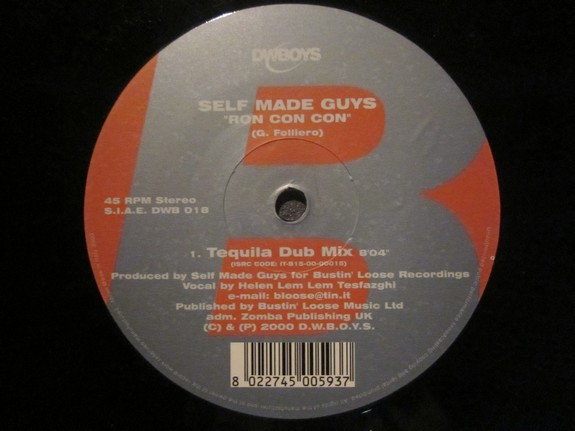 DWBOYS
SELF MADE GUYS
"RON CON CON"
(G. Folliero)
45 RPM Stereo
S.I.A.E. DWB 018
1. Tequila Dub Mix 8'04"
Produced by Self Made Guys for Bustin' Loose Recordings
Vocal by Helen Lem Lem Tesfazghi
e-mail: bloose@tin.it
Published by Bustin' Loose Music Ltd
adm. Zomba Publishing UK
(C) & (P) 2000 D.W.B.O.Y.S.
8 022745 005937
B